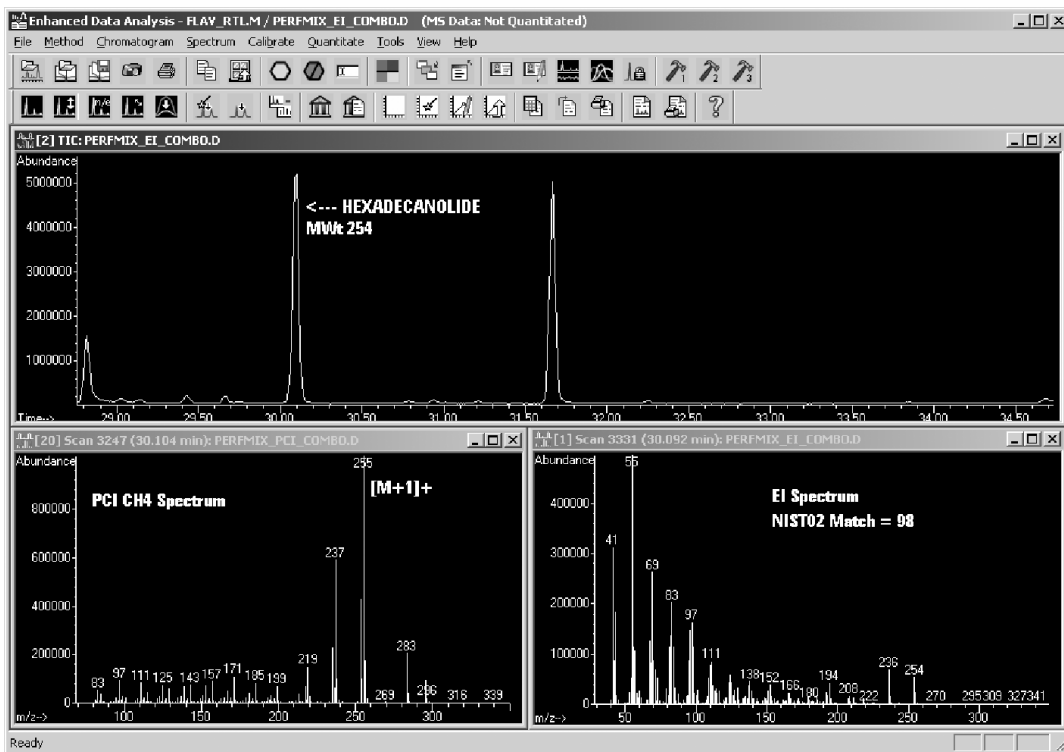 Enhanced Data Analysis - FLAV_RTL.M / PERFMIX_EI_COMBO.D (MS Data: Not Quantitated)
File Method Chromatogram Spectrum Calibrate Quantitate Tools View Help
[2] TIC: PERFMIX_EI_COMBO.D
Abundance
5000000
4000000
3000000
2000000
1000000
<--- HEXADECANOLIDE
MWt 254
Time--> 29.00 29.50 30.00 30.50 31.00 31.50 32.00 32.50 33.00 33.50 34.00 34.50
[20] Scan 3247 (30.104 min): PERFMIX_PCI_COMBO.D
Abundance
800000
600000
400000
200000
0
PCI CH4 Spectrum
[M+1]+
255
237
283
219
83 97 111 125 143 157 171 185 199 269 296 316 339
m/z--> 100 150 200 250 300
[1] Scan 3331 (30.092 min): PERFMIX_EI_COMBO.D
Abundance
400000
300000
200000
100000
0
EI Spectrum
NIST02 Match = 98
55
41
69
83
97
111
138 152 166 180 194 208 222 236 254 270 295 309 327 341
m/z--> 50 100 150 200 250 300
Ready